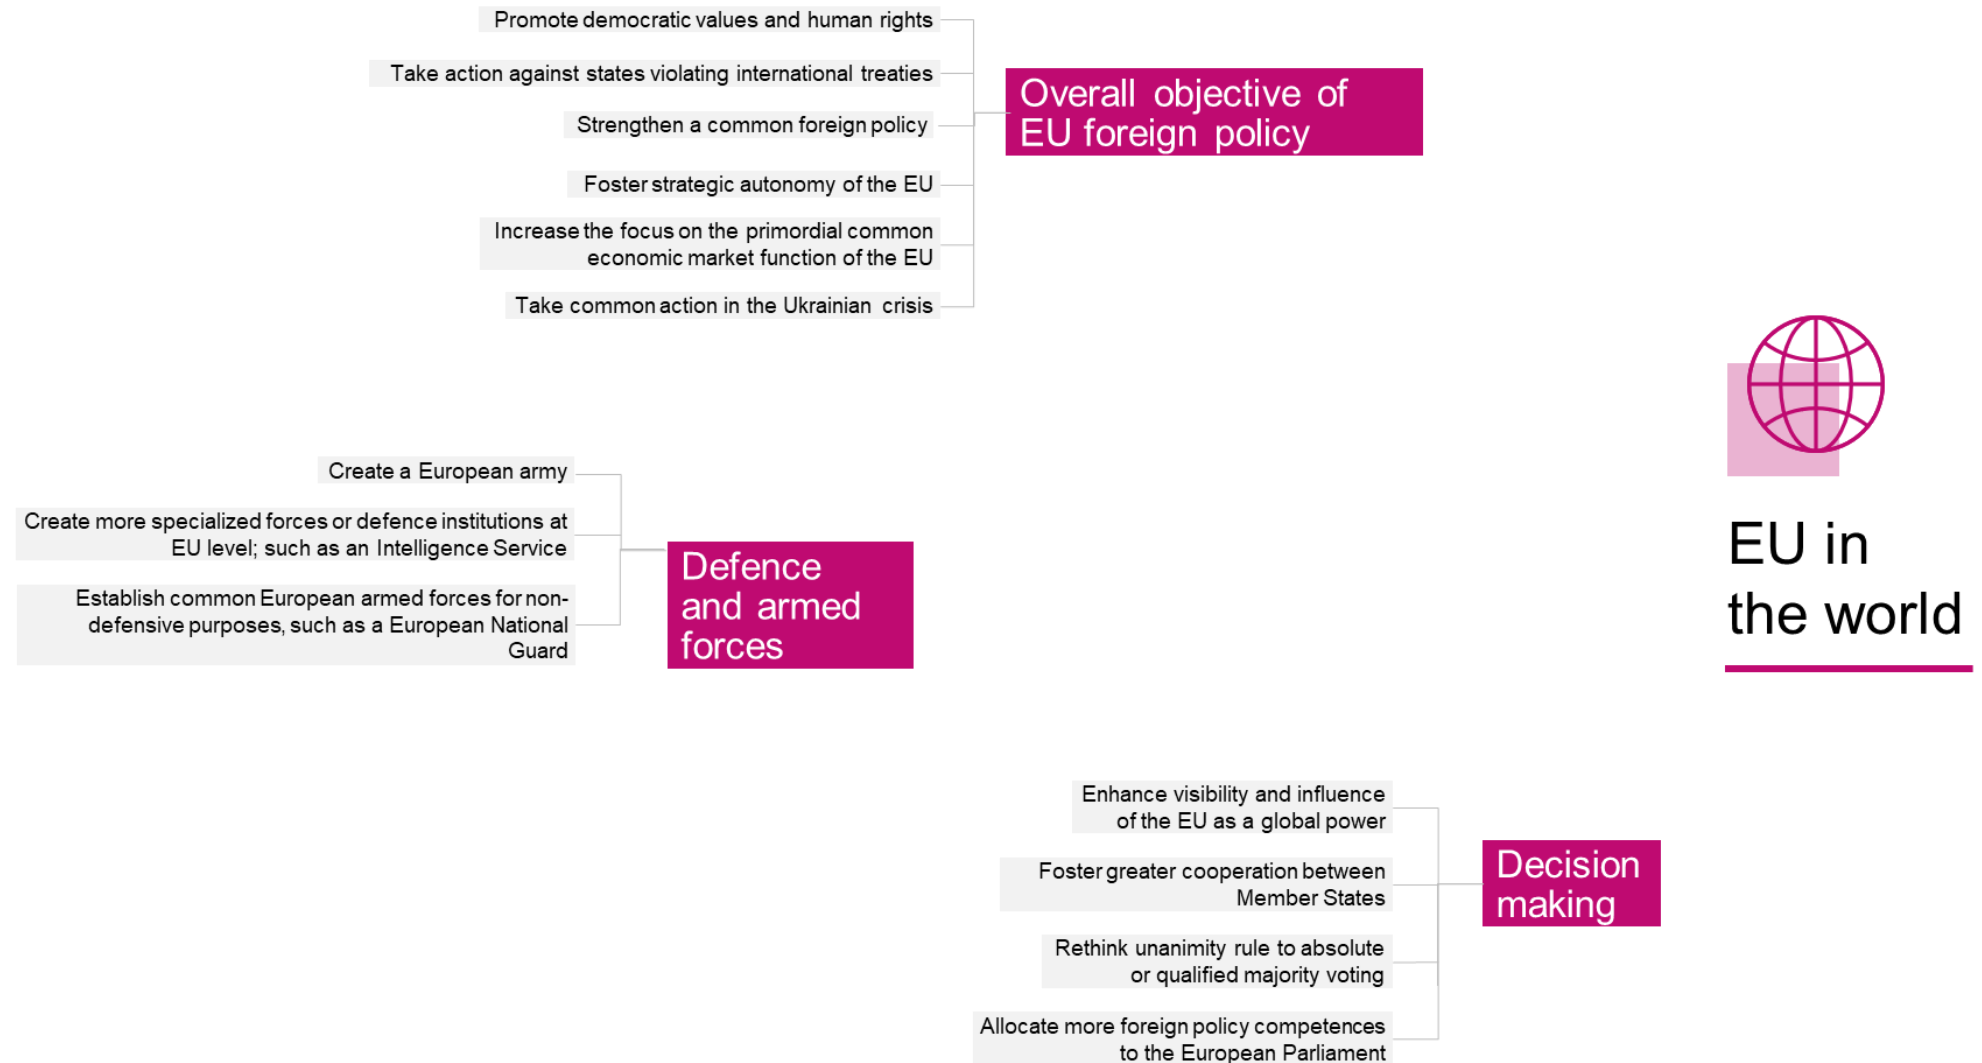 Promote democratic values and human rights
Take action against states violating international treaties
Strengthen a common foreign policy
Foster strategic autonomy of the EU
Increase the focus on the primordial common
economic market function of the EU
Take common action in the Ukrainian crisis
Overall objective of
EU foreign policy
Create a European army
Create more specialized forces or defence institutions at
EU level; such as an Intelligence Service
Establish common European armed forces for non-
defensive purposes, such as a European National
Guard
Defence
and armed
forces
EU in
the world
Enhance visibility and influence
of the EU as a global power
Foster greater cooperation between
Member States
Rethink unanimity rule to absolute
or qualified majority voting
Allocate more foreign policy competences
to the European Parliament
Decision
making